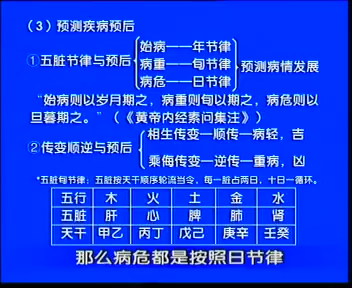 （3）预测疾病预后
始病——年节律
①五脏节律与预后 病重——旬节律 预测病情发展
病危——日节律
“始病则以岁月期之，病重则旬以期之，病危则以
旦暮期之。”（《黄帝内经素问集注》）
相生传变—顺传—病轻，吉
②传变顺逆与预后
乘侮传变—逆传—重病，凶
*五脏旬节律：五脏按天干顺序轮流当令，每一脏占两日，十日一循环。
五行 木 火 土 金 水
五脏 肝 心 脾 肺 肾
天干 甲乙 丙丁 戊己 庚辛 壬癸
那么病危都是按照日节律